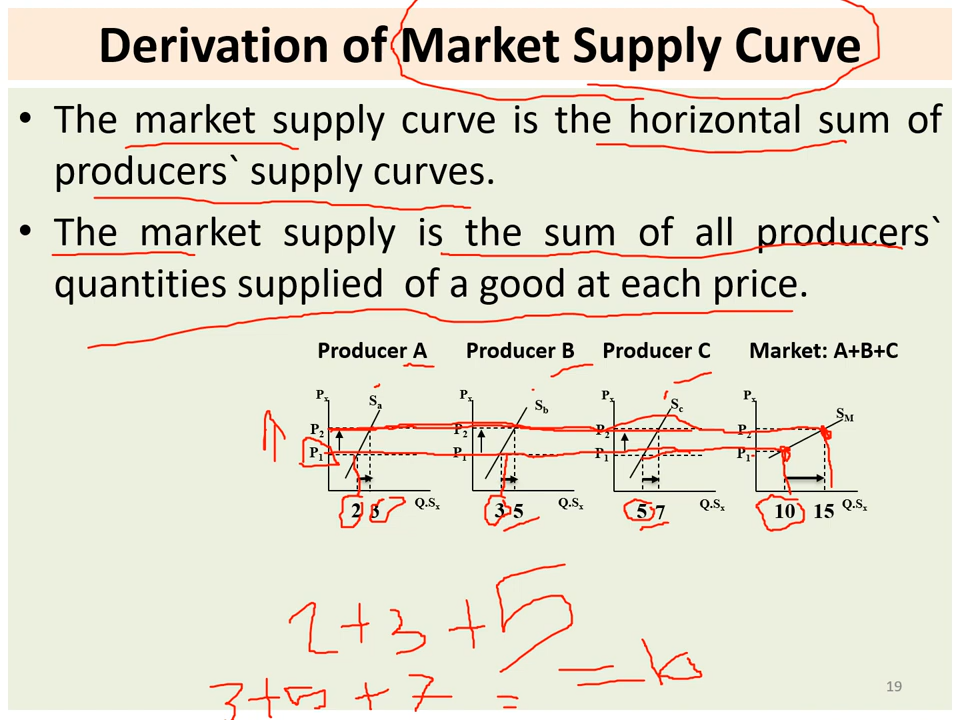 Derivation of Market Supply Curve
• The market supply curve is the horizontal sum of
producers` supply curves.
• The market supply is the sum of all producers`
quantities supplied of a good at each price.
Producer A Producer B Producer C Market: A+B+C
Px Sa Px Sb Px Sc Px SM
P2 P2 P2 P2
P1 P1 P1 P1
2 3 Q.Sx 3 5 Q.Sx 5 7 Q.Sx 10 15 Q.Sx
2+3+5
=10
3+5+7=
19